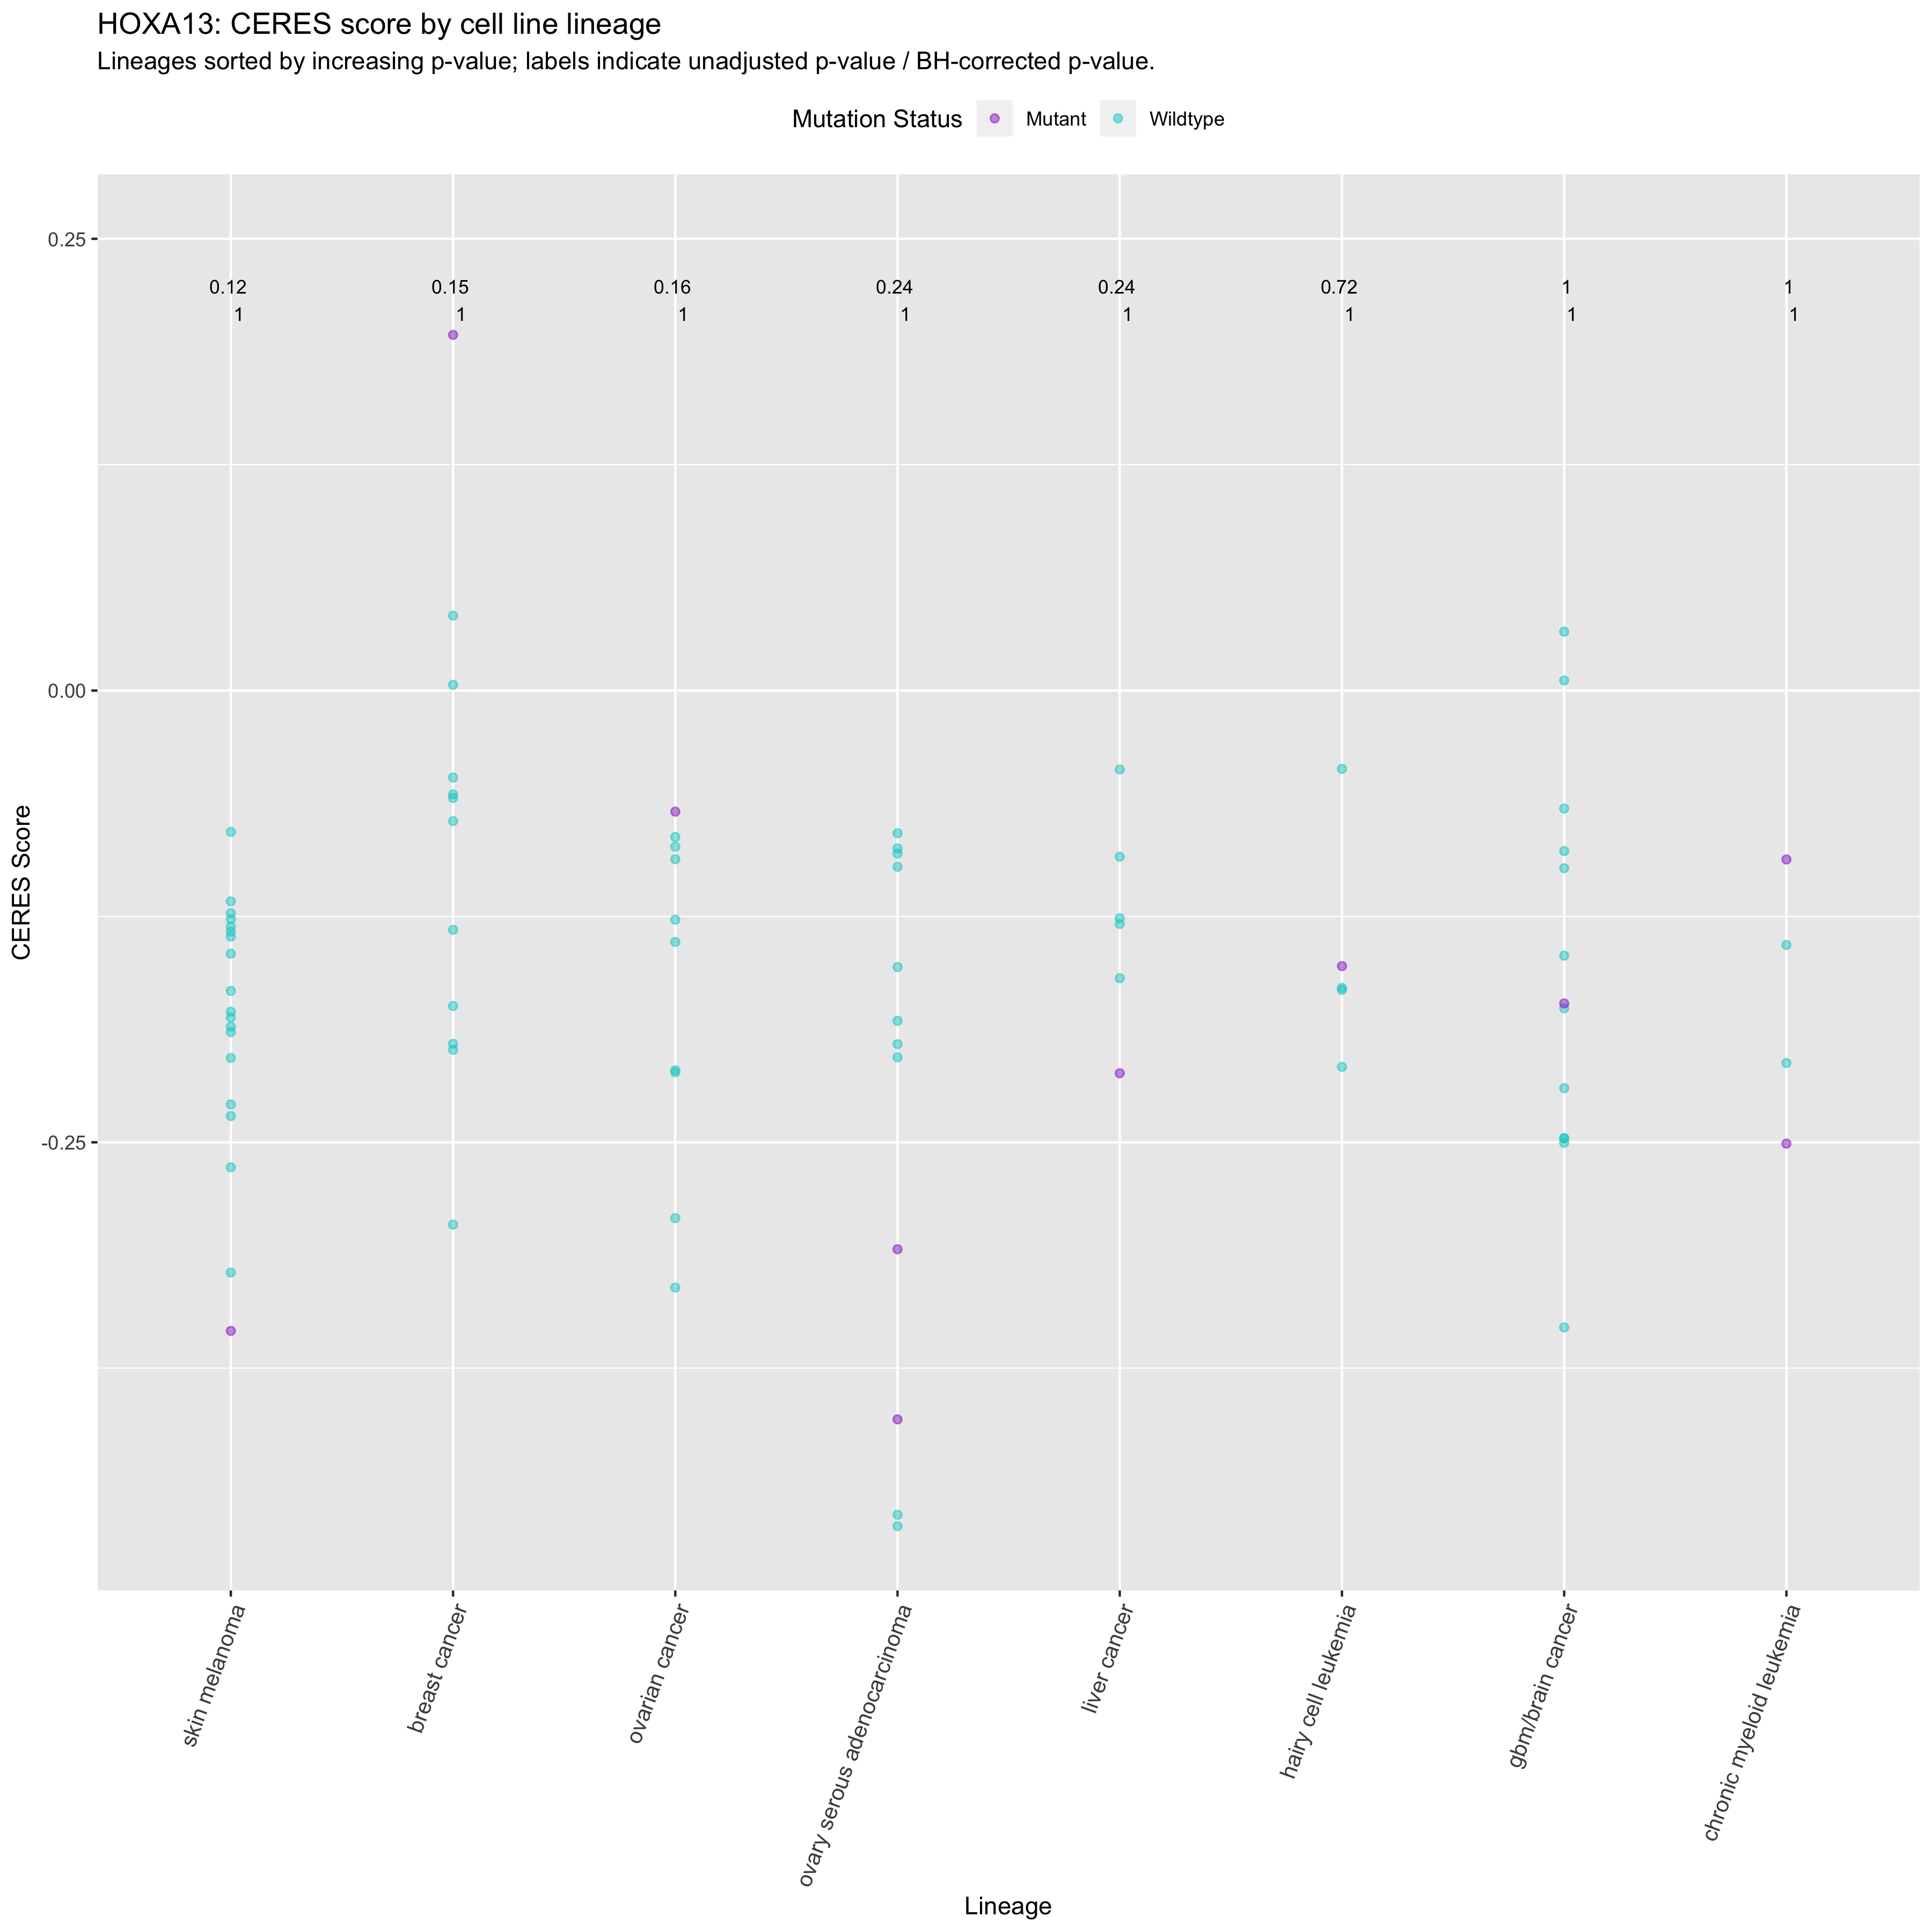 HOXA13: CERES score by cell line lineage
Lineages sorted by increasing p-value; labels indicate unadjusted p-value / BH-corrected p-value.
Mutation Status Mutant Wildtype
0.25
0.12 0.15 0.16 0.24 0.24 0.72 1 1
1 1 1 1 1 1 1 1
0.00
CERES Score
-0.25
skin melanoma
breast cancer
ovarian cancer
ovary serous adenocarcinoma
liver cancer
hairy cell leukemia
gbm/brain cancer
chronic myeloid leukemia
Lineage